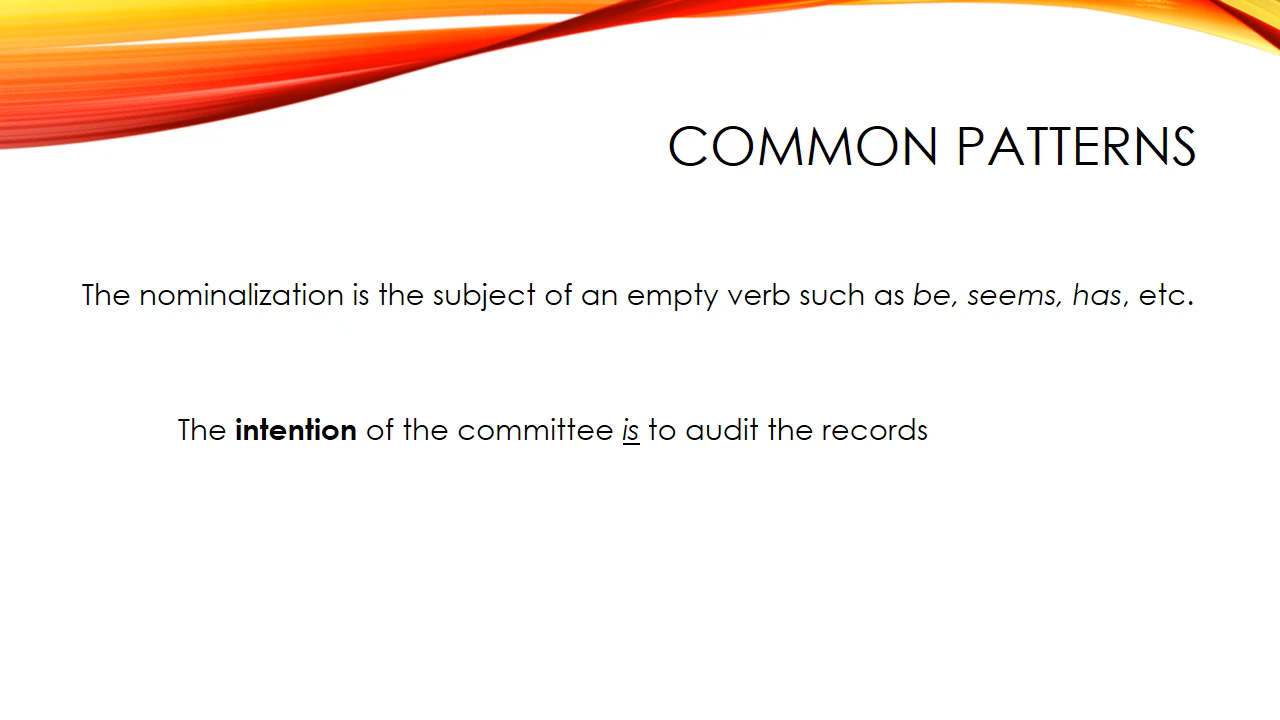 COMMON PATTERNS
The nominalization is the subject of an empty verb such as be, seems, has, etc.
The intention of the committee is to audit the records